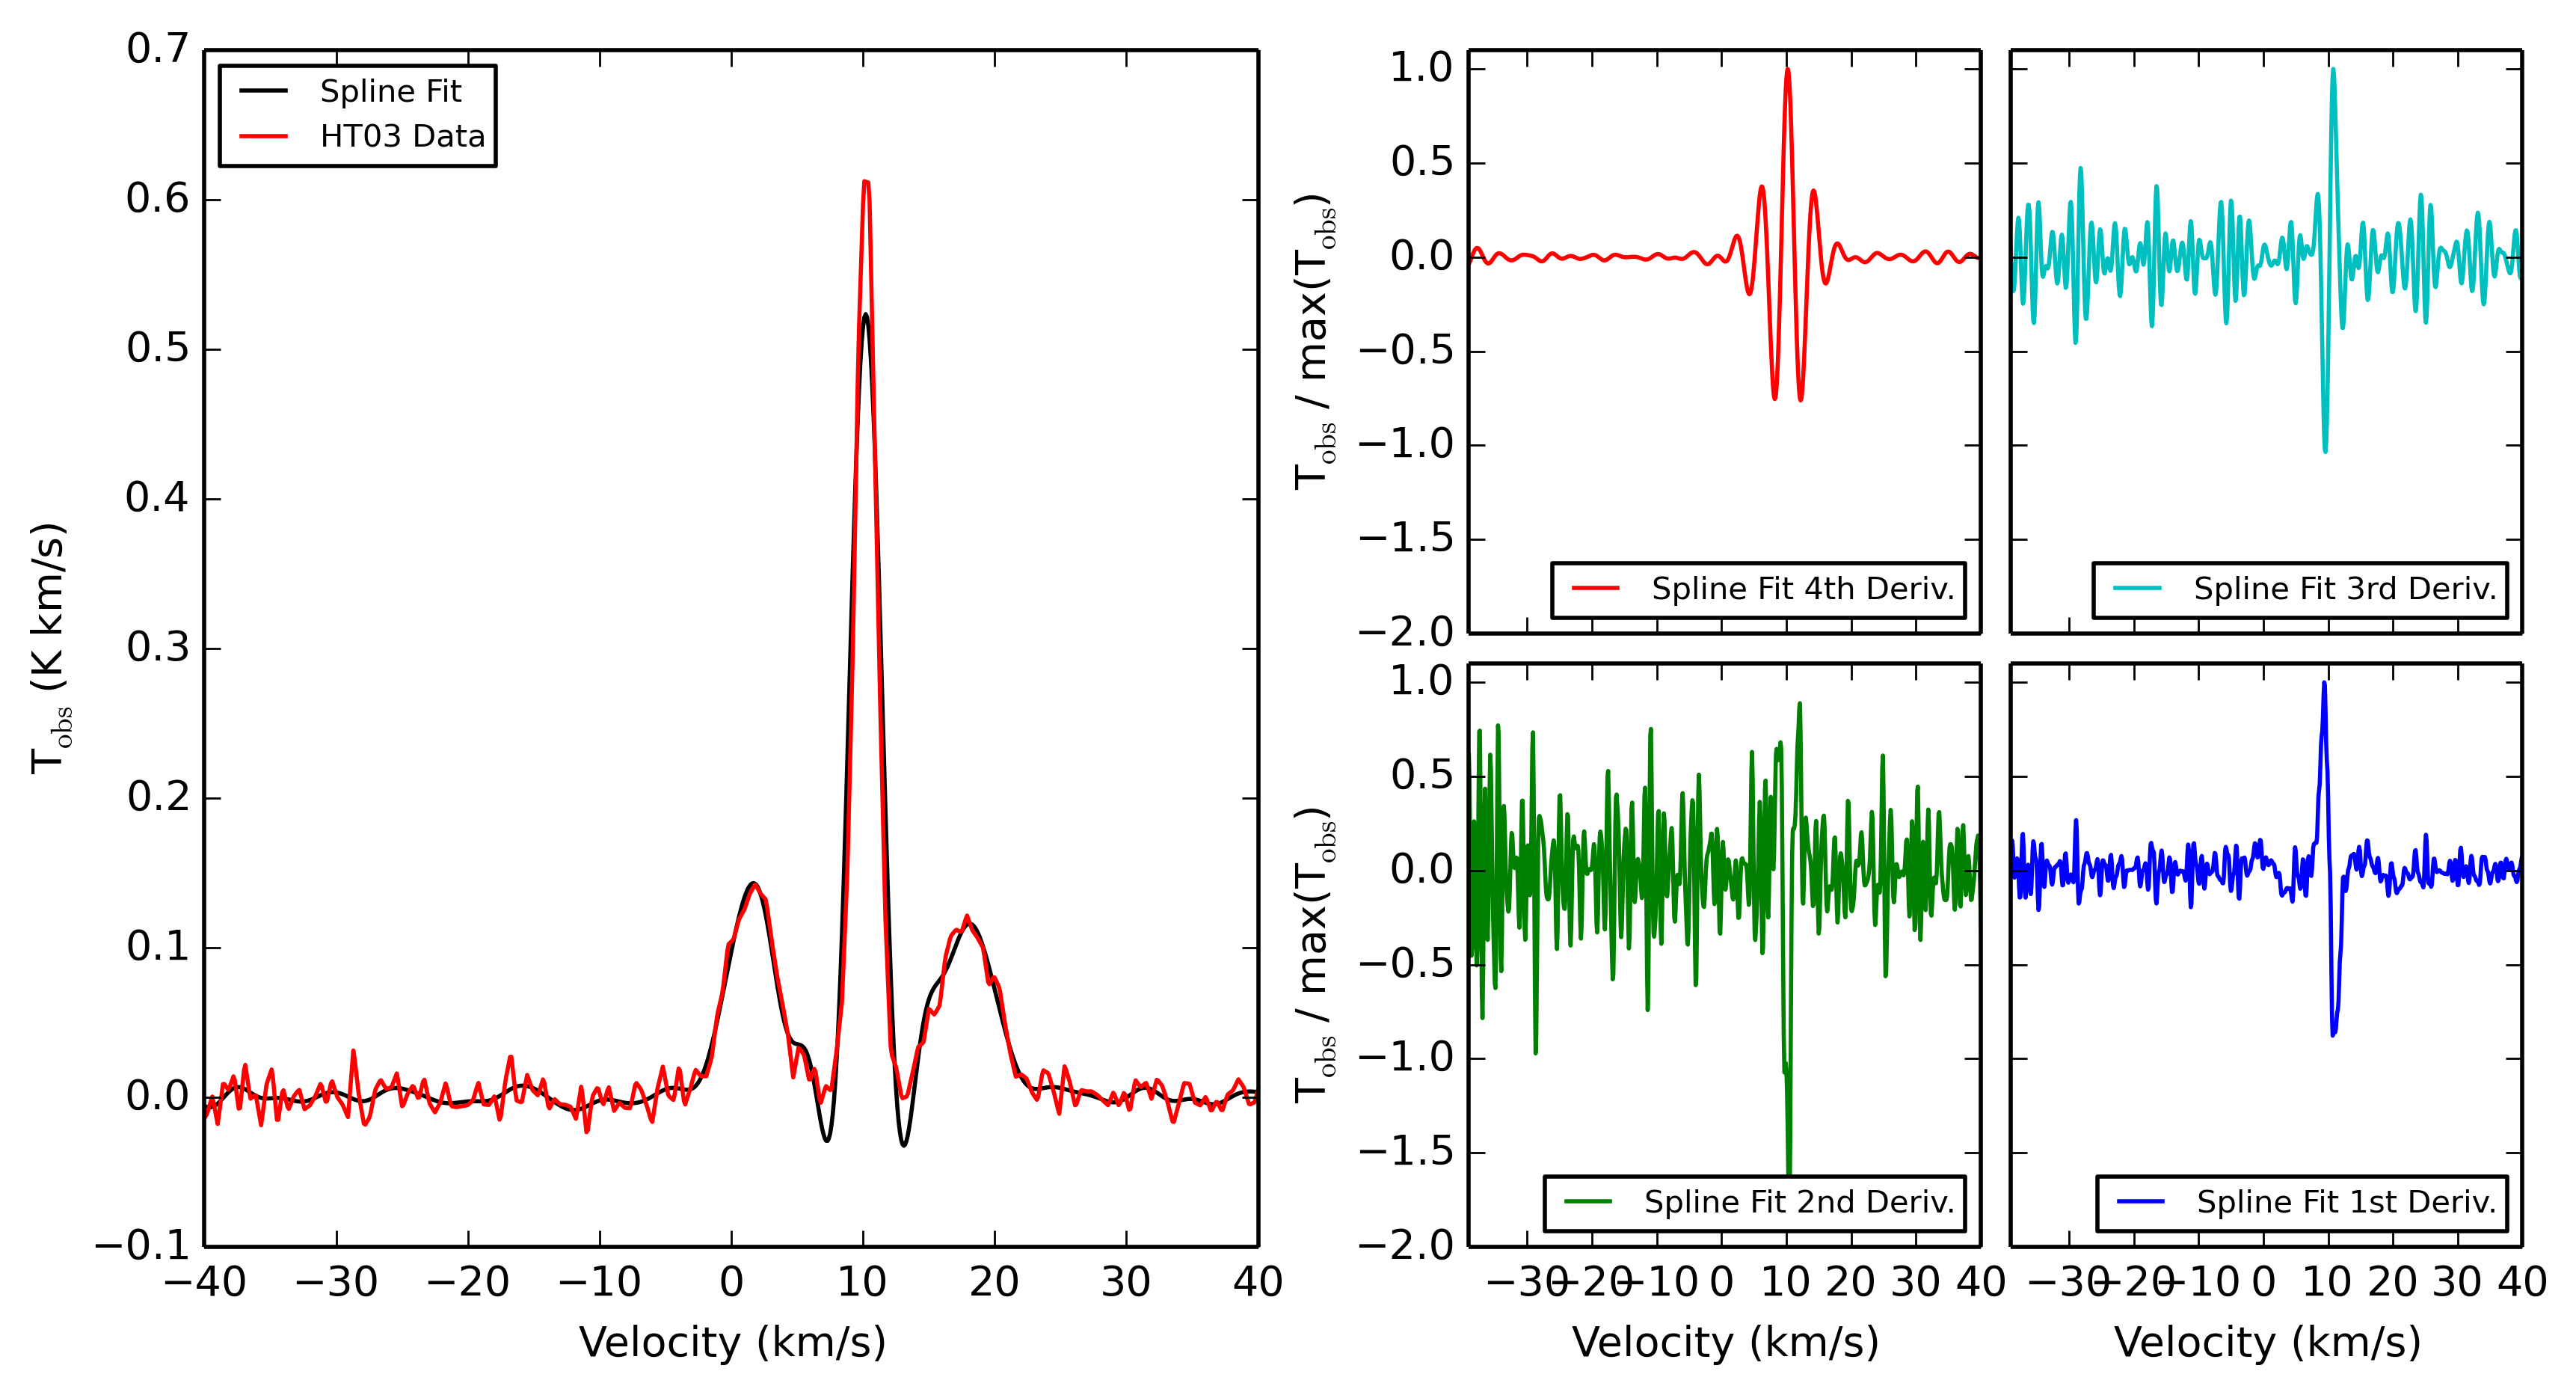 0.7
0.6
0.5
0.4
0.3
0.2
0.1
0.0
−0.1
T_obs (K km/s)
Spline Fit
HT03 Data
−40 −30 −20 −10 0 10 20 30 40
Velocity (km/s)
1.0
0.5
0.0
−0.5
−1.0
−1.5
−2.0
T_obs / max(T_obs)
Spline Fit 4th Deriv.
Spline Fit 3rd Deriv.
1.0
0.5
0.0
−0.5
−1.0
−1.5
−2.0
T_obs / max(T_obs)
Spline Fit 2nd Deriv.
−30 −20 −10 0 10 20 30 40
Velocity (km/s)
Spline Fit 1st Deriv.
−30 −20 −10 0 10 20 30 40
Velocity (km/s)